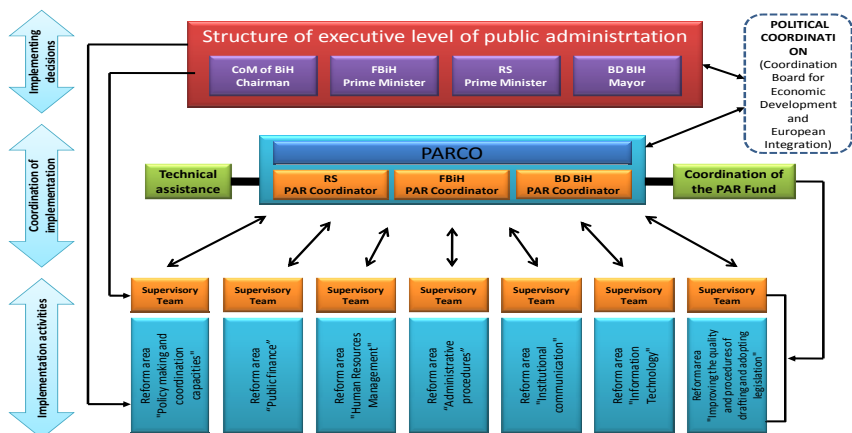 Structure of executive level of public administrtation
CoM of BiH
Chairman
FBiH
Prime Minister
RS
Prime Minister
BD BIH
Mayor
POLITICAL
COORDINATI
ON
(Coordination
Board for
Economic
Development
and
European
Integration)
Implementing
decisions
PARCO
RS
PAR Coordinator
FBiH
PAR Coordinator
BD BiH
PAR Coordinator
Technical
assistance
Coordination of
the PAR Fund
Coordination of
implementation
Supervisory
Team
Supervisory
Team
Supervisory
Team
Supervisory
Team
Supervisory
Team
Supervisory
Team
Supervisory
Team
Implementation activities
Reform area
"Policy making and
coordination
capacities"
Reform area
"Public finance"
Reform area
"Human Resources
Management"
Reform area
"Administrative
procedures"
Reform area
"Institutional
communication"
Reform area
"Information
Technology"
Reform area
"Improving the quality
and procedures of
drafting and adopting
legislation"